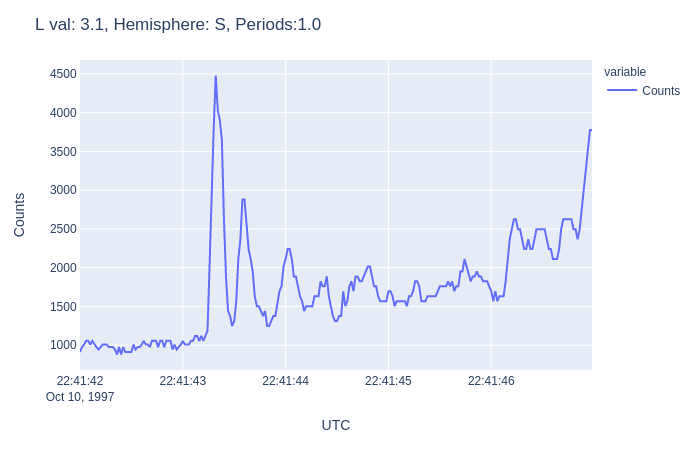 L val: 3.1, Hemisphere: S, Periods:1.0
variable
Counts
4500
4000
3500
3000
2500
2000
1500
1000
Counts
22:41:42
22:41:43
22:41:44
22:41:45
22:41:46
Oct 10, 1997
UTC